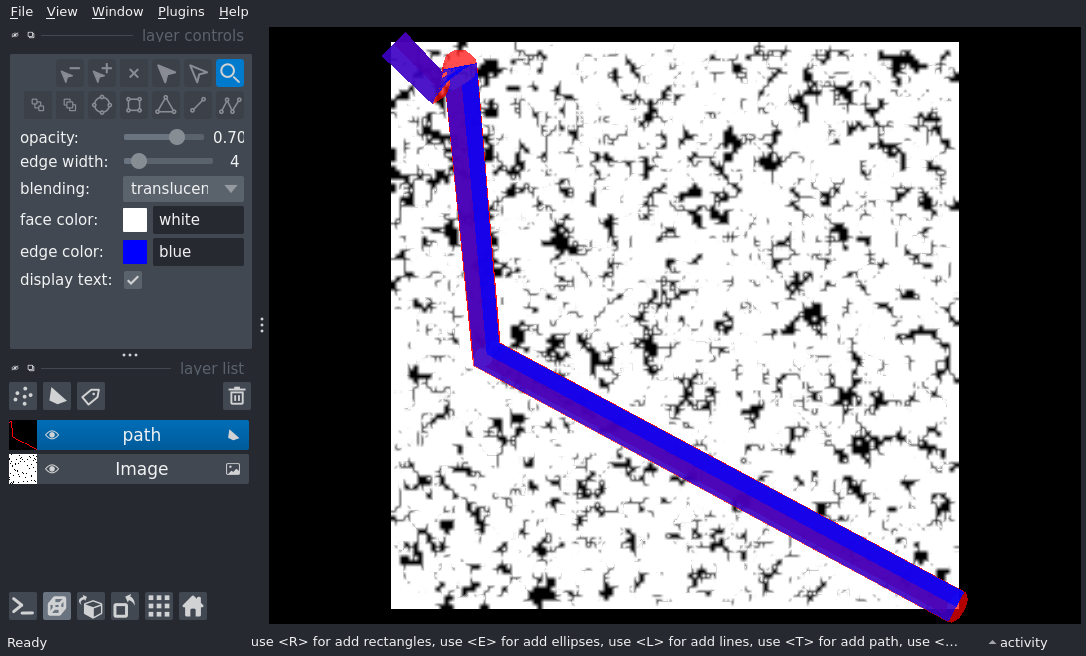 File View Window Plugins Help
layer controls
opacity: 0.70
edge width: 4
blending: translucen
face color: white
edge color: blue
display text:
layer list
path
Image
Ready use <R> for add rectangles, use <E> for add ellipses, use <L> for add lines, use <T> for add path, use <... activity